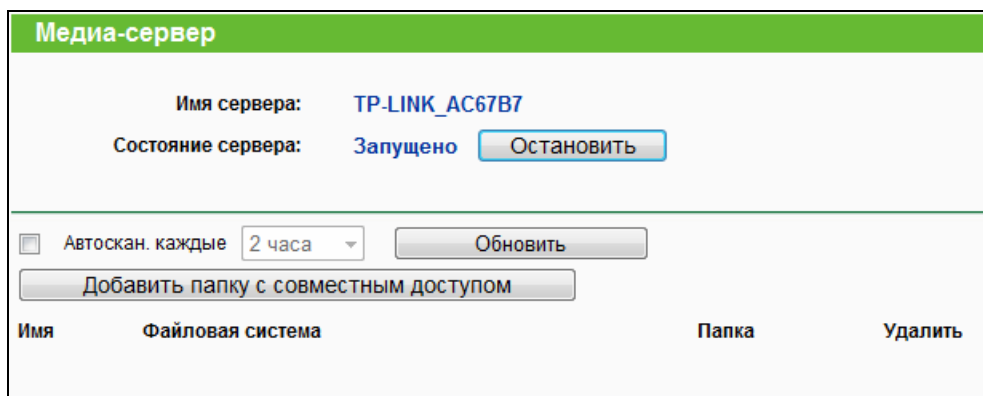 Медиа-сервер
Имя сервера: TP-LINK_AC67B7
Состояние сервера: Запущено Остановить
Автоскан. каждые 2 часа Обновить
Добавить папку с совместным доступом
Имя Файловая система Папка Удалить